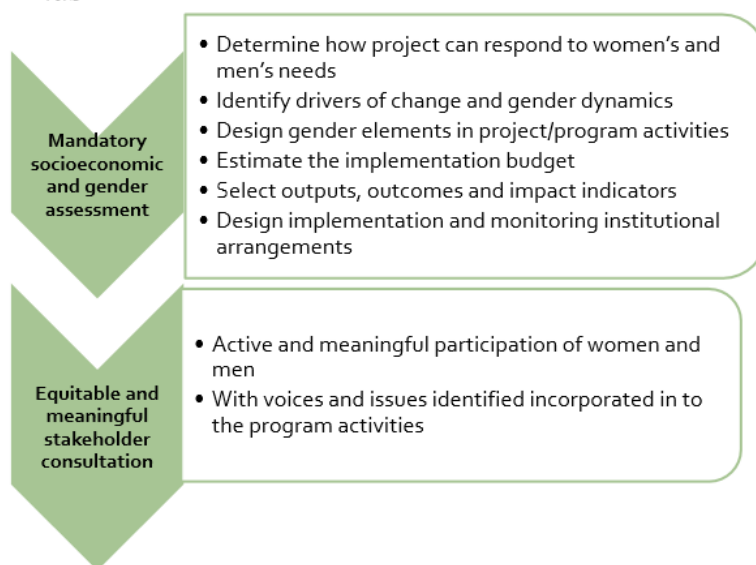 Mandatory
socioeconomic
and gender
assessment
• Determine how project can respond to women's and
men's needs
• Identify drivers of change and gender dynamics
• Design gender elements in project/program activities
• Estimate the implementation budget
• Select outputs, outcomes and impact indicators
• Design implementation and monitoring institutional
arrangements
Equitable and
meaningful
stakeholder
consultation
• Active and meaningful participation of women and
men
• With voices and issues identified incorporated in to
the program activities